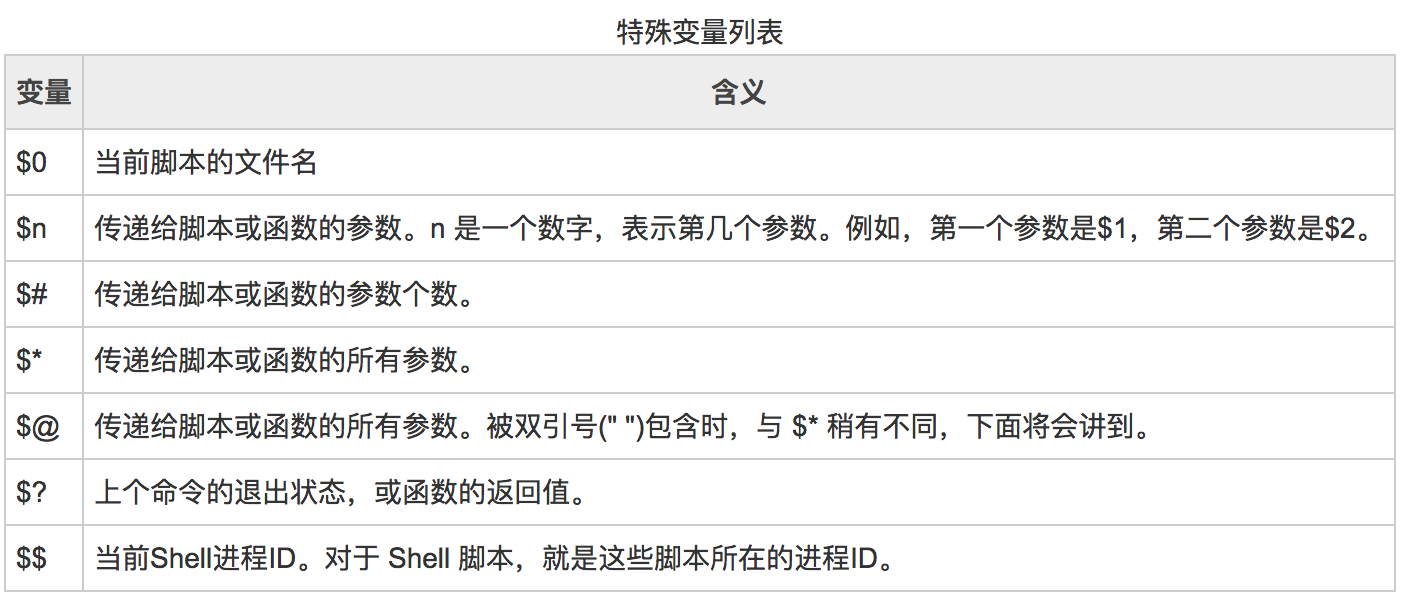 特殊变量列表
变量 含义
$0 当前脚本的文件名
$n 传递给脚本或函数的参数。n 是一个数字，表示第几个参数。例如，第一个参数是$1，第二个参数是$2。
$# 传递给脚本或函数的参数个数。
$* 传递给脚本或函数的所有参数。
$@ 传递给脚本或函数的所有参数。被双引号(" ")包含时，与 $* 稍有不同，下面将会讲到。
$? 上个命令的退出状态，或函数的返回值。
$$ 当前Shell进程ID。对于 Shell 脚本，就是这些脚本所在的进程ID。